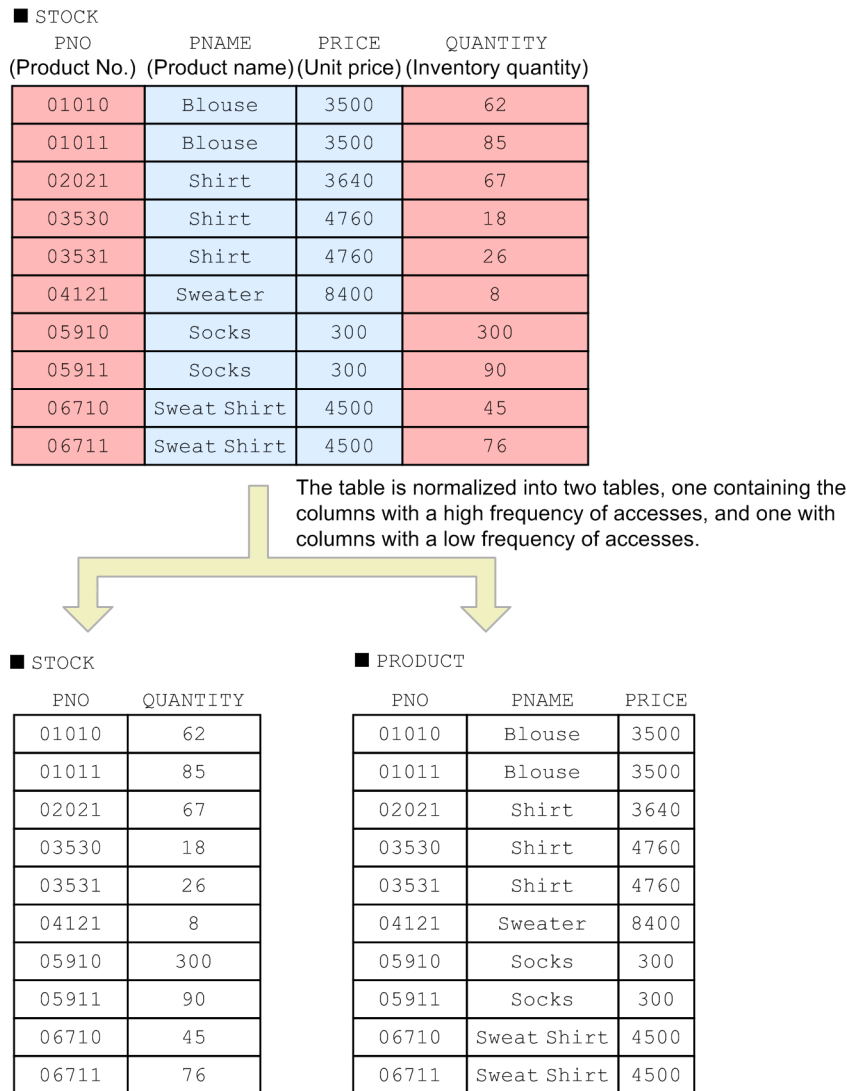 ■ STOCK
PNO PNAME PRICE QUANTITY
(Product No.) (Product name) (Unit price) (Inventory quantity)
01010 Blouse 3500 62
01011 Blouse 3500 85
02021 Shirt 3640 67
03530 Shirt 4760 18
03531 Shirt 4760 26
04121 Sweater 8400 8
05910 Socks 300 300
05911 Socks 300 90
06710 Sweat Shirt 4500 45
06711 Sweat Shirt 4500 76
The table is normalized into two tables, one containing the
columns with a high frequency of accesses, and one with
columns with a low frequency of accesses.
■ STOCK
PNO QUANTITY
01010 62
01011 85
02021 67
03530 18
03531 26
04121 8
05910 300
05911 90
06710 45
06711 76
■ PRODUCT
PNO PNAME PRICE
01010 Blouse 3500
01011 Blouse 3500
02021 Shirt 3640
03530 Shirt 4760
03531 Shirt 4760
04121 Sweater 8400
05910 Socks 300
05911 Socks 300
06710 Sweat Shirt 4500
06711 Sweat Shirt 4500